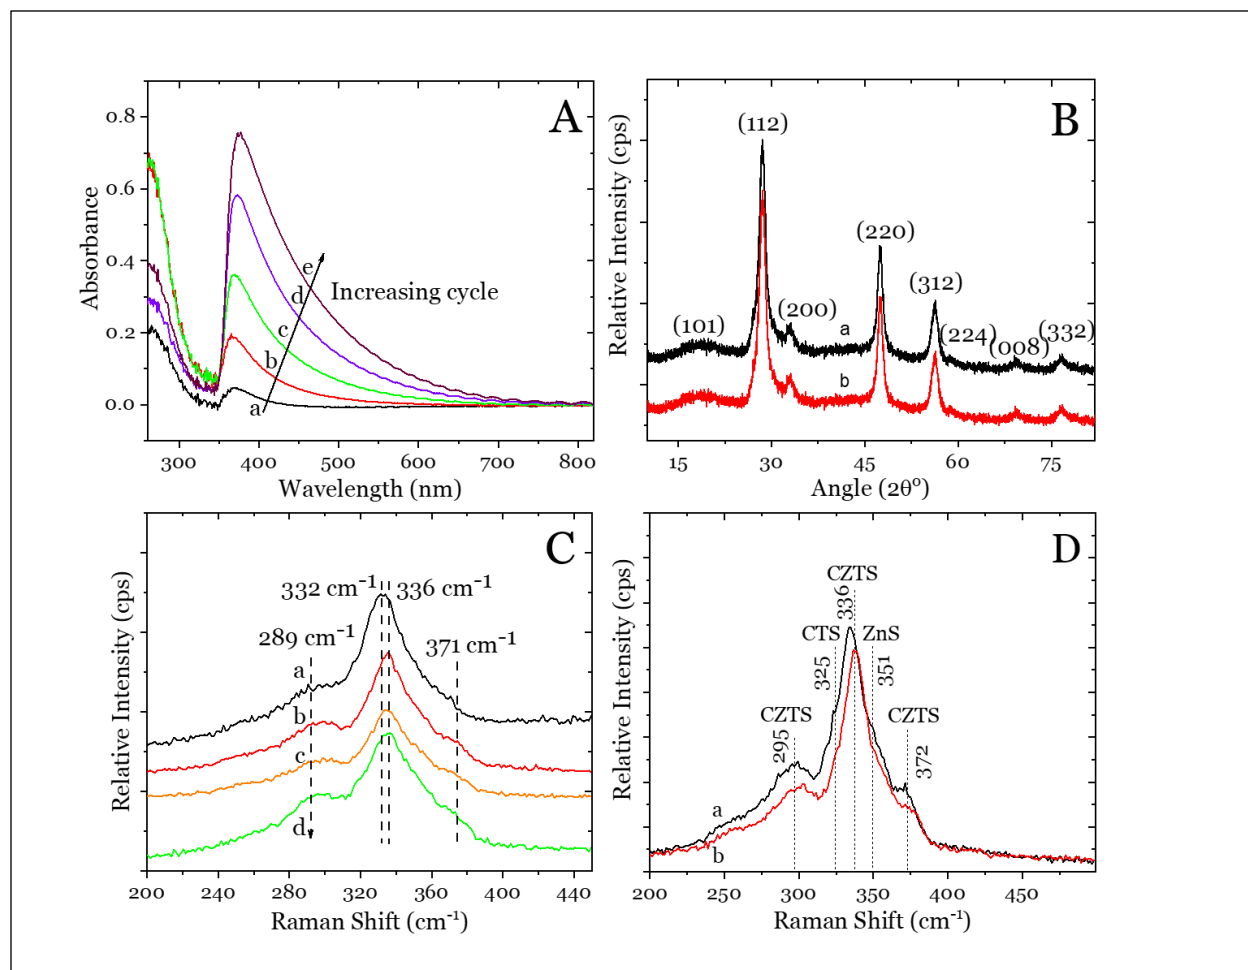 A
0.8
0.6
0.4
0.2
0.0
Absorbance
e
d
c
b
a
Increasing cycle
300 400 500 600 700 800
Wavelength (nm)
B
Relative Intensity (cps)
(112)
(220)
(312)
(101)
(200)
(224)
(008)
(332)
a
b
15 30 45 60 75
Angle (2θ°)
C
Relative Intensity (cps)
332 cm⁻¹
336 cm⁻¹
289 cm⁻¹
371 cm⁻¹
a
b
c
d
200 240 280 320 360 400 440
Raman Shift (cm⁻¹)
D
Relative Intensity (cps)
CZTS
336
CTS
325
ZnS
351
CZTS
295
CZTS
372
a
b
200 250 300 350 400 450
Raman Shift (cm⁻¹)